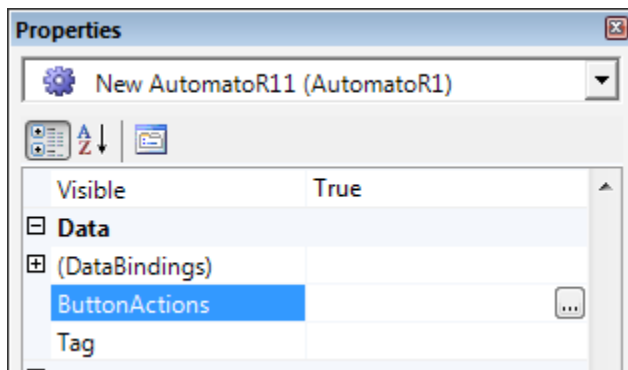 Properties
New AutomatoR11 (AutomatoR1)
A
Z
Visible True
Data
(DataBindings)
ButtonActions ...
Tag